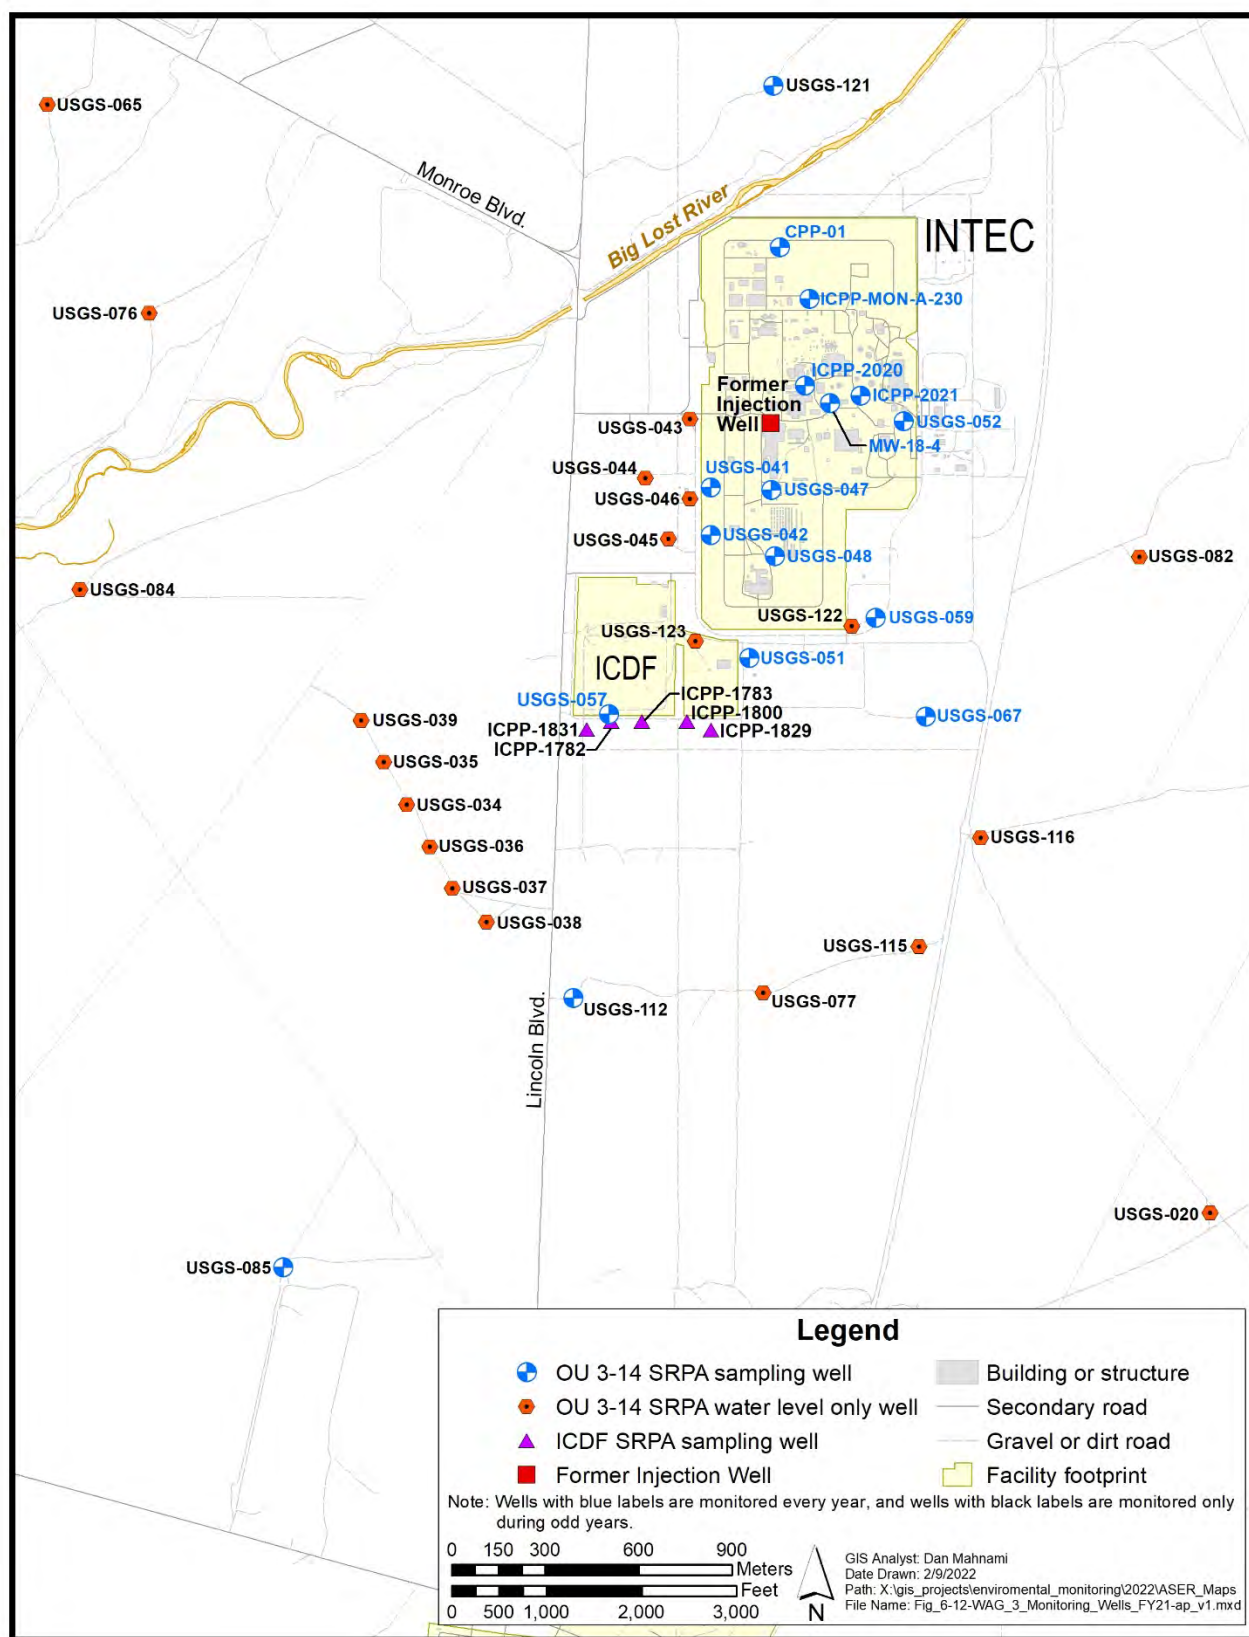 USGS-121
USGS-065
Monroe Blvd.
Big Lost River
INTEC
CPP-01
ICPP-MON-A-230
USGS-076
ICPP-2020
Former
Injection
Well
ICPP-2021
USGS-043
USGS-052
MW-18-4
USGS-044
USGS-041
USGS-046
USGS-047
USGS-045
USGS-042
USGS-048
USGS-082
USGS-084
USGS-122
USGS-059
USGS-123
USGS-051
ICDF
USGS-057
ICPP-1783
ICPP-1800
ICPP-1831
ICPP-1829
ICPP-1782
USGS-067
USGS-039
USGS-035
USGS-034
USGS-036
USGS-116
USGS-037
USGS-038
USGS-115
USGS-077
USGS-112
Lincoln Blvd.
USGS-020
USGS-085
Legend
OU 3-14 SRPA sampling well
OU 3-14 SRPA water level only well
ICDF SRPA sampling well
Former Injection Well
Building or structure
Secondary road
Gravel or dirt road
Facility footprint
Note: Wells with blue labels are monitored every year, and wells with black labels are monitored only
during odd years.
0 150 300 600 900
Meters
Feet
0 500 1,000 2,000 3,000
N
GIS Analyst: Dan Mahnami
Date Drawn: 2/9/2022
Path: X:\gis_projects\enviromental_monitoring\2022\ASER_Maps
File Name: Fig_6-12-WAG_3_Monitoring_Wells_FY21-ap_v1.mxd